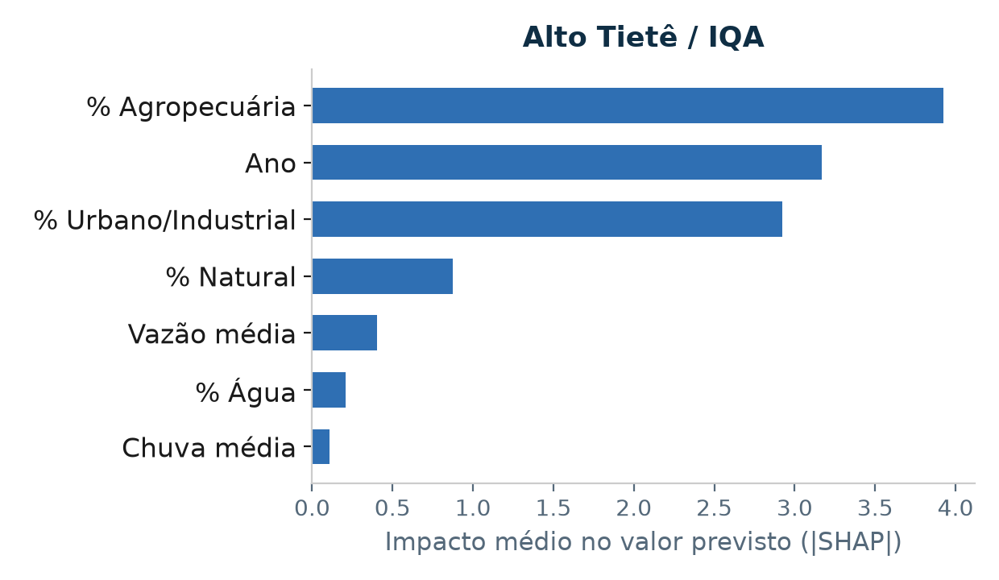 Alto Tietê / IQA
% Agropecuária
Ano
% Urbano/Industrial
% Natural
Vazão média
% Água
Chuva média
0.0 0.5 1.0 1.5 2.0 2.5 3.0 3.5 4.0
Impacto médio no valor previsto (|SHAP|)